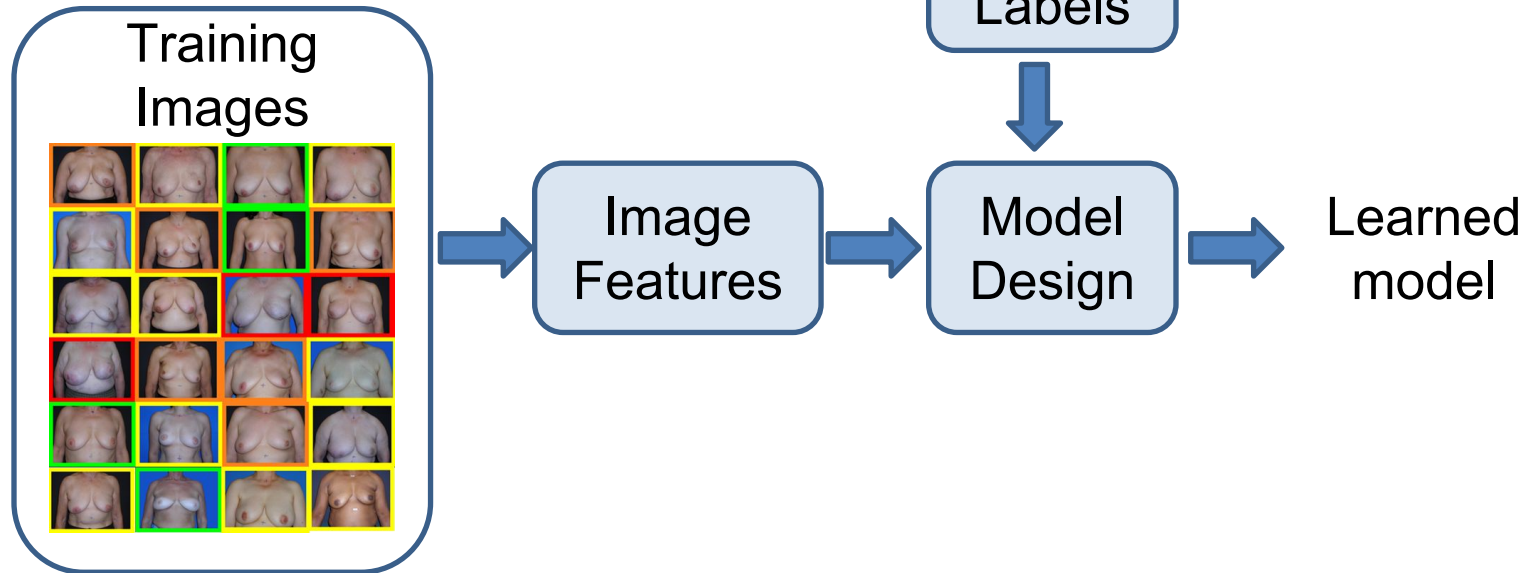 Training
Images
Labels
Image
Features
Model
Design
Learned
model